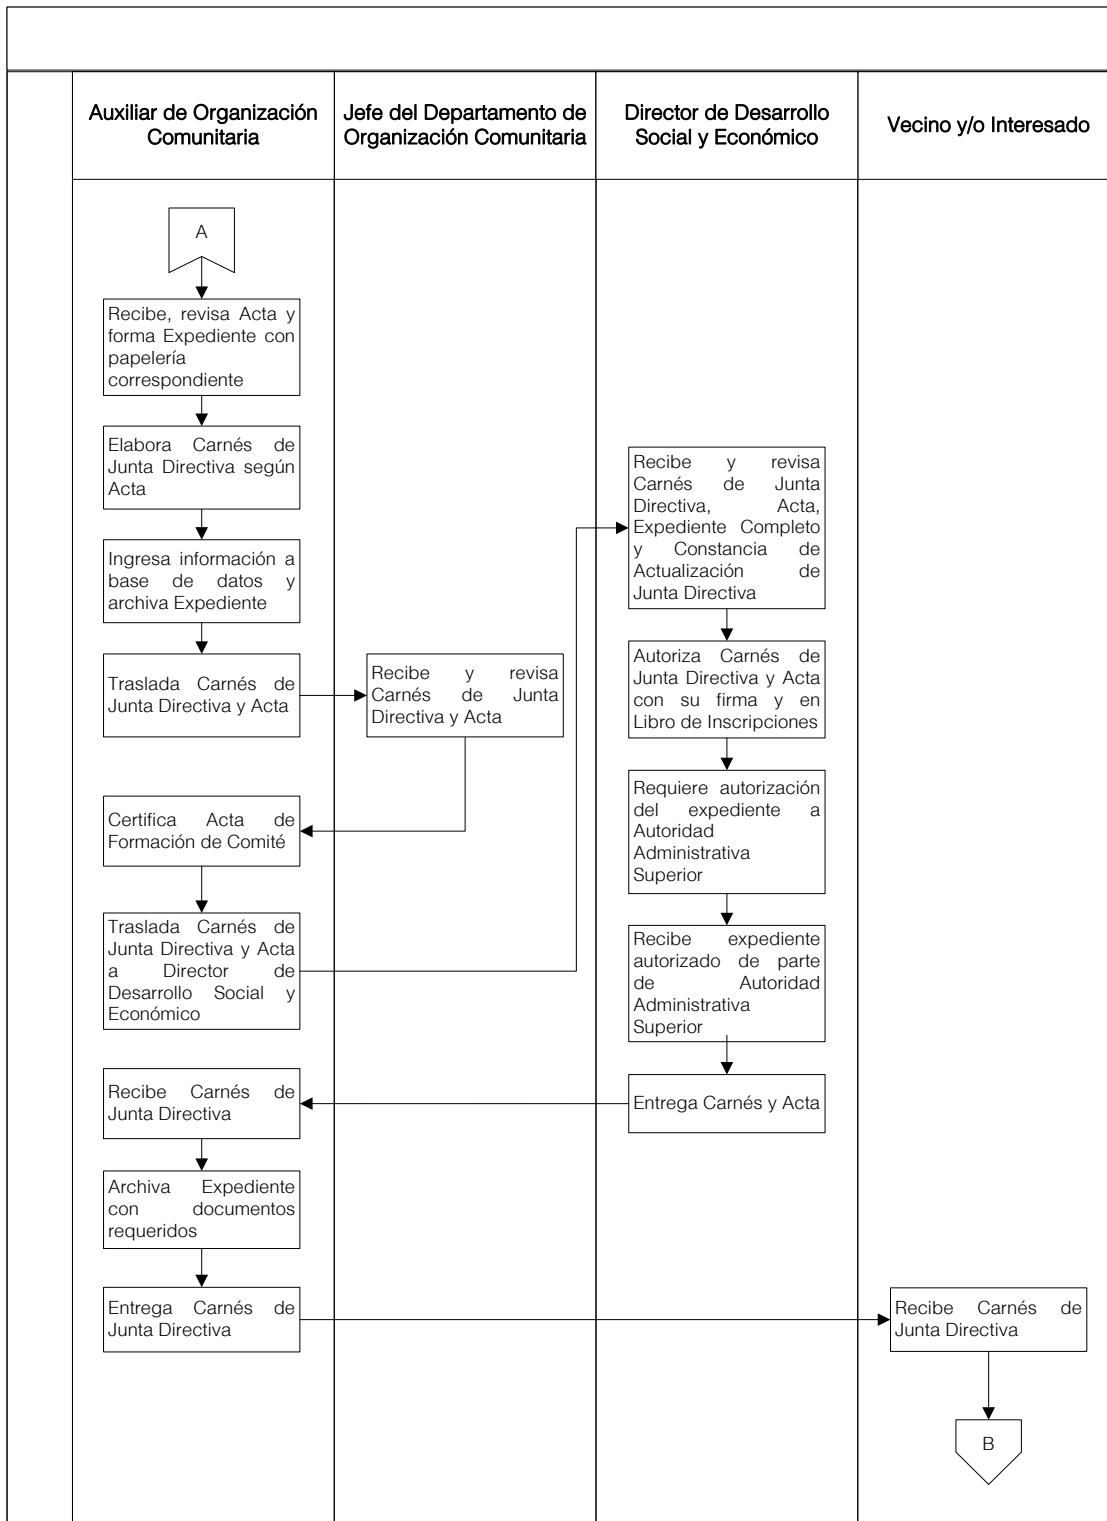 Auxiliar de Organización
Comunitaria
Jefe del Departamento de
Organización Comunitaria
Director de Desarrollo
Social y Económico
Vecino y/o Interesado
A
Recibe, revisa Acta y
forma Expediente con
papelería
correspondiente
Elabora Carnés de
Junta Directiva según
Acta
Ingresa información a
base de datos y
archiva Expediente
Traslada Carnés de
Junta Directiva y Acta
Recibe y revisa
Carnés de Junta
Directiva y Acta
Certifica Acta de
Formación de Comité
Traslada Carnés de
Junta Directiva y Acta
a Director de
Desarrollo Social y
Económico
Recibe y revisa
Carnés de Junta
Directiva, Acta,
Expediente Completo
y Constancia de
Actualización de
Junta Directiva
Autoriza Carnés de
Junta Directiva y Acta
con su firma y en
Libro de Inscripciones
Requiere autorización
del expediente a
Autoridad
Administrativa
Superior
Recibe expediente
autorizado de parte
de Autoridad
Administrativa
Superior
Entrega Carnés y Acta
Recibe Carnés de
Junta Directiva
Archiva Expediente
con documentos
requeridos
Entrega Carnés de
Junta Directiva
Recibe Carnés de
Junta Directiva
B